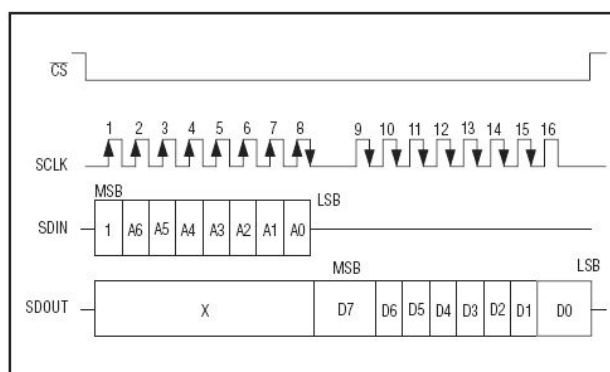 CS
1 2 3 4 5 6 7 8 9 10 11 12 13 14 15 16
SCLK
MSB LSB
SDIN 1 A6 A5 A4 A3 A2 A1 A0
MSB LSB
SDOUT X D7 D6 D5 D4 D3 D2 D1 D0